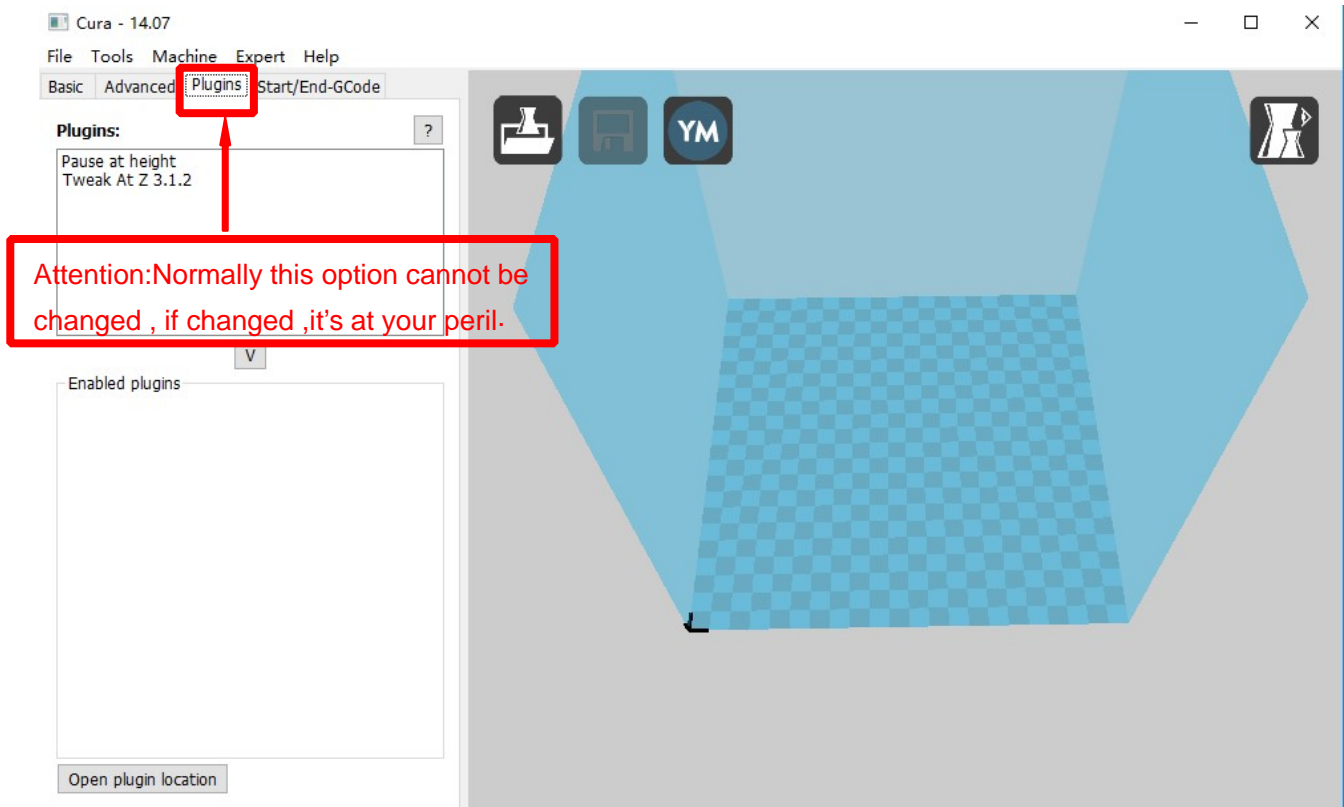 Cura - 14.07
File Tools Machine Expert Help
Basic Advanced Plugins Start/End-GCode
Plugins:
?
YM
Pause at height
Tweak At Z 3.1.2
Attention:Normally this option cannot be
changed , if changed ,it’s at your peril.
V
Enabled plugins
Open plugin location